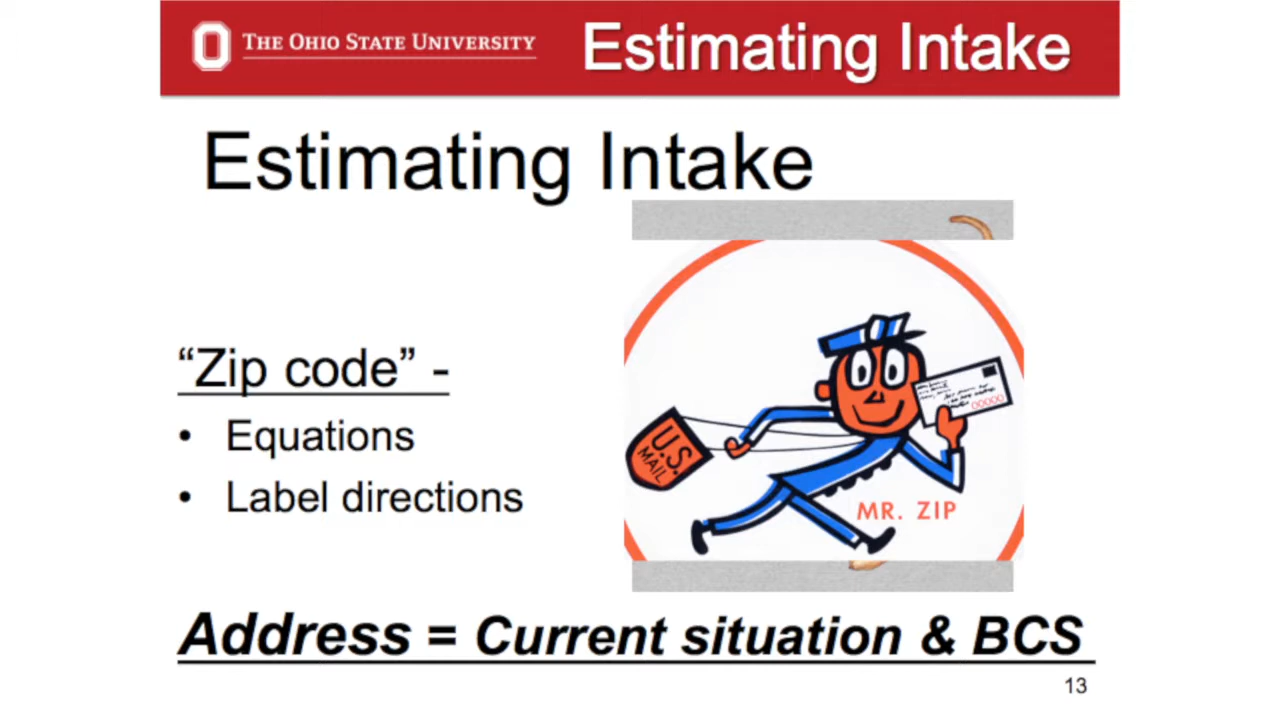 THE OHIO STATE UNIVERSITY
Estimating Intake
Estimating Intake
“Zip code” -
• Equations
• Label directions
U.S.
MAIL
00000
MR. ZIP
Address = Current situation & BCS
13